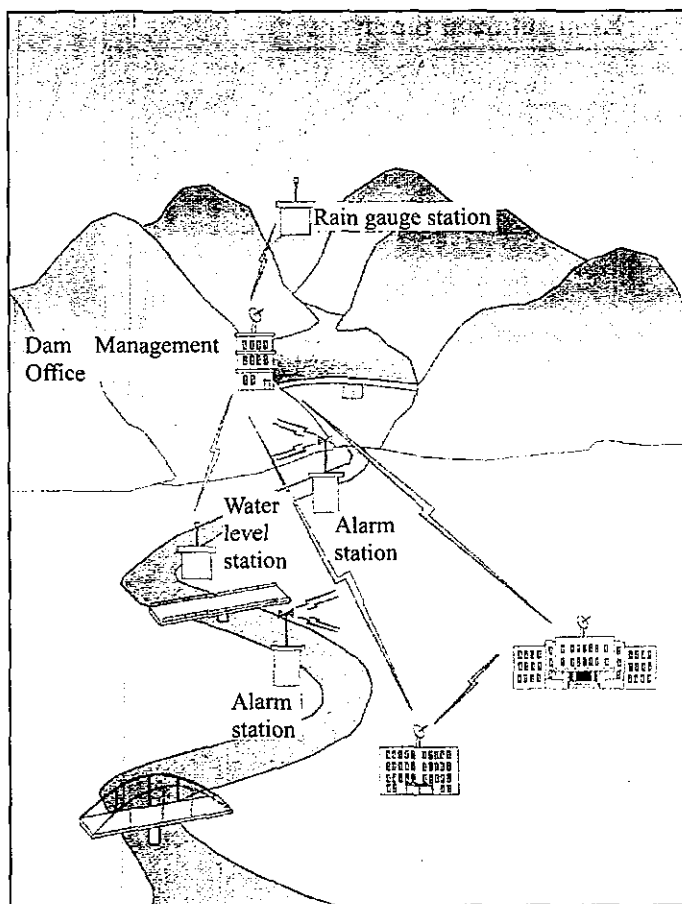 Rain gauge station
Dam Management
Office
Water
level
station
Alarm
station
Alarm
station